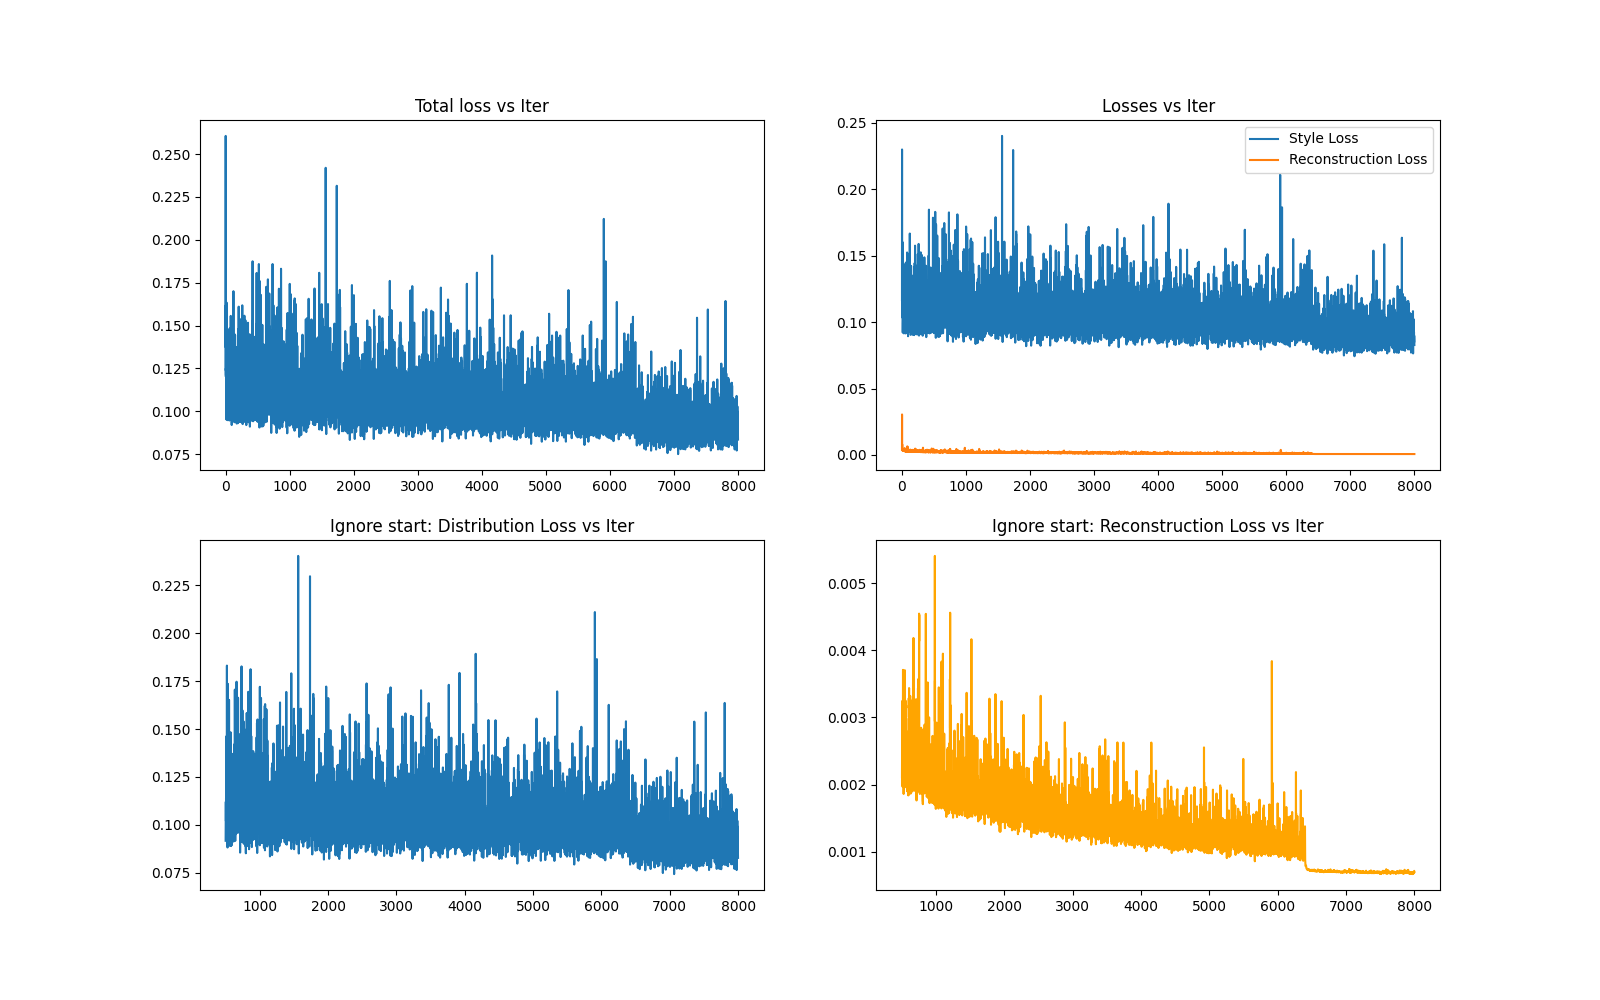 Total loss vs Iter
0.250
0.225
0.200
0.175
0.150
0.125
0.100
0.075
0 1000 2000 3000 4000 5000 6000 7000 8000
Losses vs Iter
0.25
0.20
0.15
0.10
0.05
0.00
Style Loss
Reconstruction Loss
0 1000 2000 3000 4000 5000 6000 7000 8000
Ignore start: Distribution Loss vs Iter
0.225
0.200
0.175
0.150
0.125
0.100
0.075
1000 2000 3000 4000 5000 6000 7000 8000
Ignore start: Reconstruction Loss vs Iter
0.005
0.004
0.003
0.002
0.001
1000 2000 3000 4000 5000 6000 7000 8000